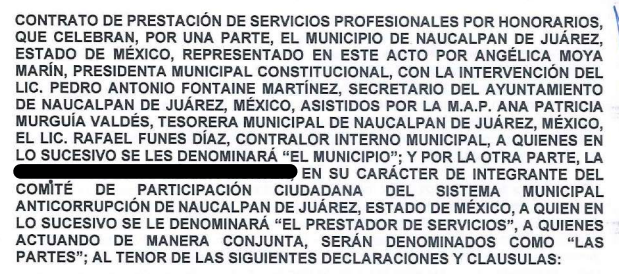 CONTRATO DE PRESTACIÓN DE SERVICIOS PROFESIONALES POR HONORARIOS,
QUE CELEBRAN, POR UNA PARTE, EL MUNICIPIO DE NAUCALPAN DE JUÁREZ,
ESTADO DE MÉXICO, REPRESENTADO EN ESTE ACTO POR ANGÉLICA MOYA
MARÍN, PRESIDENTA MUNICIPAL CONSTITUCIONAL, CON LA INTERVENCIÓN DEL
LIC. PEDRO ANTONIO FONTAINE MARTÍNEZ, SECRETARIO DEL AYUNTAMIENTO
DE NAUCALPAN DE JUÁREZ, MÉXICO, ASISTIDOS POR LA M.A.P. ANA PATRICIA
MURGUÍA VALDÉS, TESORERA MUNICIPAL DE NAUCALPAN DE JUÁREZ, MÉXICO,
EL LIC. RAFAEL FUNES DÍAZ, CONTRALOR INTERNO MUNICIPAL, A QUIENES EN
LO SUCESIVO SE LES DENOMINARÁ “EL MUNICIPIO”; Y POR LA OTRA PARTE, LA
EN SU CARÁCTER DE INTEGRANTE DEL
COMITÉ DE PARTICIPACIÓN CIUDADANA DEL SISTEMA MUNICIPAL
ANTICORRUPCIÓN DE NAUCALPAN DE JUÁREZ, ESTADO DE MÉXICO, A QUIEN EN
LO SUCESIVO SE LE DENOMINARÁ “EL PRESTADOR DE SERVICIOS”, A QUIENES
ACTUANDO DE MANERA CONJUNTA, SERÁN DENOMINADOS COMO “LAS
PARTES”; AL TENOR DE LAS SIGUIENTES DECLARACIONES Y CLAUSULAS: